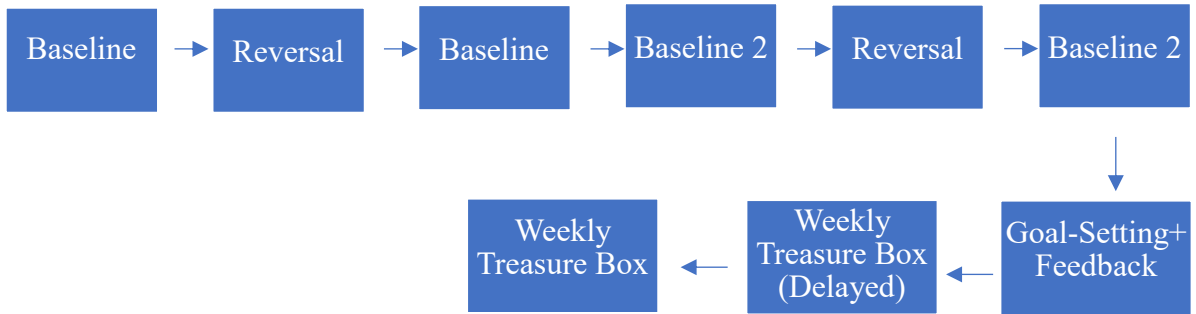 Baseline
Reversal
Baseline
Baseline 2
Reversal
Baseline 2
Goal-Setting+
Feedback
Weekly
Treasure Box
(Delayed)
Weekly
Treasure Box